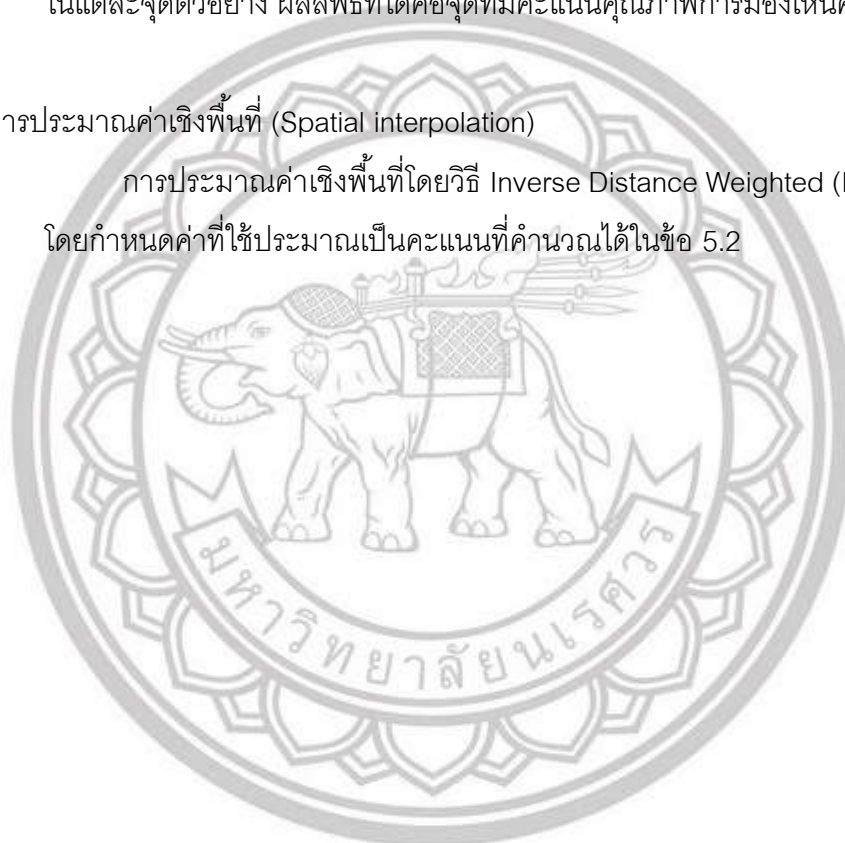 ในแต่ละจุดตัวอย่าง ผลลัพธ์ที่ได้คือจุดที่มีคะแนนคุณภาพการมองเห็น
ารประมาณค่าเชิงพื้นที่ (Spatial interpolation)
การประมาณค่าเชิงพื้นที่โดยวิธี Inverse Distance Weighted (
โดยกำหนดค่าที่ใช้ประมาณเป็นคะแนนที่คำนวณได้ในข้อ 5.2
มหาวิทยาลัยนเรศวร